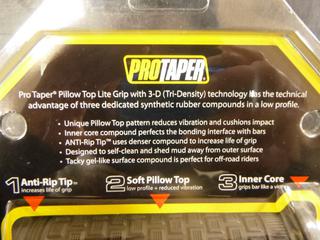 PROTAPER
Pro Taper® Pillow Top Lite Grip with 3-D (Tri-Density) technology has the technical
advantage of three dedicated synthetic rubber compounds in a low profile.
• Unique Pillow Top pattern reduces vibration and cushions impact
• Inner core compound perfects the bonding interface with bars
• ANTI-Rip Tip™ uses denser compound to increase life of grip
• Designed to self-clean and shed mud away from outer surface
• Tacky gel-like surface compound is perfect for off-road riders
1 Anti-Rip Tip™ 2 Soft Pillow Top 3 Inner Core
increases life of grip low profile + reduced vibration grips bar like a